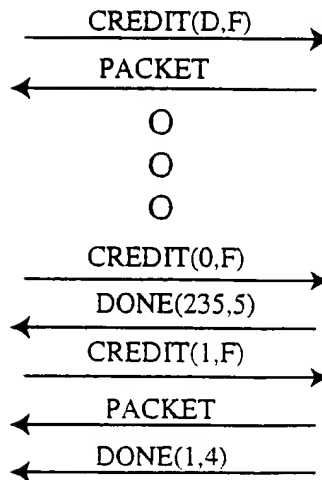 CREDIT(D,F)
PACKET
O
O
O
CREDIT(0,F)
DONE(235,5)
CREDIT(1,F)
PACKET
DONE(1,4)